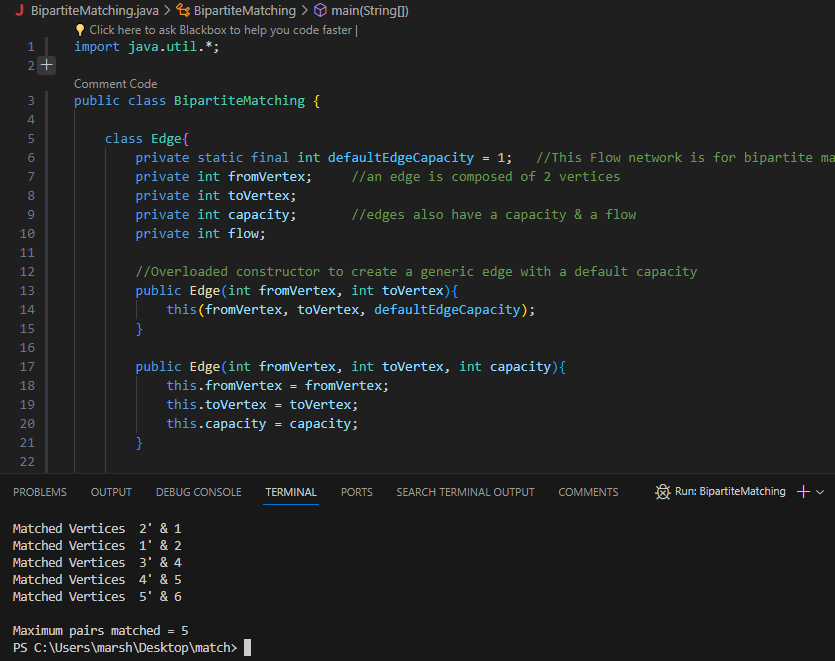 J BipartiteMatching.java > BipartiteMatching > main(String[])
Click here to ask Blackbox to help you code faster |
1 import java.util.*;
2 +
Comment Code
3 public class BipartiteMatching {
4
5 class Edge{
6 private static final int defaultEdgeCapacity = 1; //This Flow network is for bipartite ma
7 private int fromVertex; //an edge is composed of 2 vertices
8 private int toVertex;
9 private int capacity; //edges also have a capacity & a flow
10 private int flow;
11
12 //Overloaded constructor to create a generic edge with a default capacity
13 public Edge(int fromVertex, int toVertex){
14 this(fromVertex, toVertex, defaultEdgeCapacity);
15 }
16
17 public Edge(int fromVertex, int toVertex, int capacity){
18 this.fromVertex = fromVertex;
19 this.toVertex = toVertex;
20 this.capacity = capacity;
21 }
22
PROBLEMS OUTPUT DEBUG CONSOLE TERMINAL PORTS SEARCH TERMINAL OUTPUT COMMENTS Run: BipartiteMatching +
Matched Vertices 2' & 1
Matched Vertices 1' & 2
Matched Vertices 3' & 4
Matched Vertices 4' & 5
Matched Vertices 5' & 6
Maximum pairs matched = 5
PS C:\Users\marsh\Desktop\match>